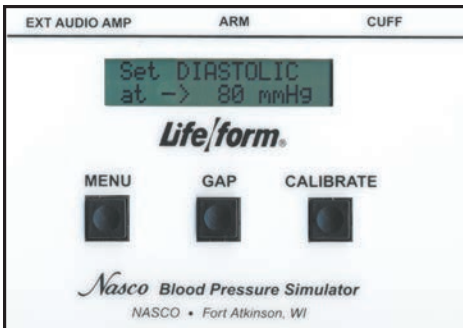 EXT AUDIO AMP ARM CUFF
Set DIASTOLIC
at -> 80 mmHg
Life/form®
MENU GAP CALIBRATE
Nasco Blood Pressure Simulator
NASCO • Fort Atkinson, WI